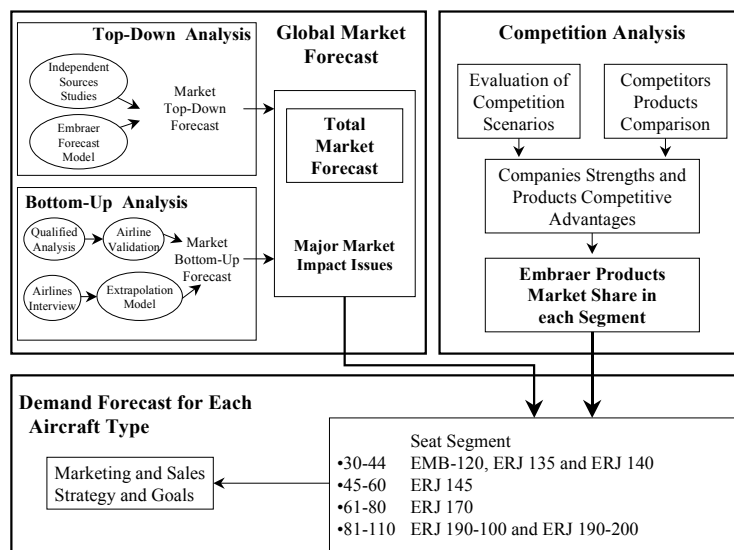 Top-Down Analysis
Independent
Sources
Studies
Embraer
Forecast
Model
Market
Top-Down
Forecast
Bottom-Up Analysis
Qualified
Analysis
Airline
Validation
Airlines
Interview
Extrapolation
Model
Market
Bottom-Up
Forecast
Global Market
Forecast
Total
Market
Forecast
Major Market
Impact Issues
Competition Analysis
Evaluation of
Competition
Scenarios
Competitors
Products
Comparison
Companies Strengths and
Products Competitive
Advantages
Embraer Products
Market Share in
each Segment
Demand Forecast for Each
Aircraft Type
Marketing and Sales
Strategy and Goals
Seat Segment
•30-44 EMB-120, ERJ 135 and ERJ 140
•45-60 ERJ 145
•61-80 ERJ 170
•81-110 ERJ 190-100 and ERJ 190-200